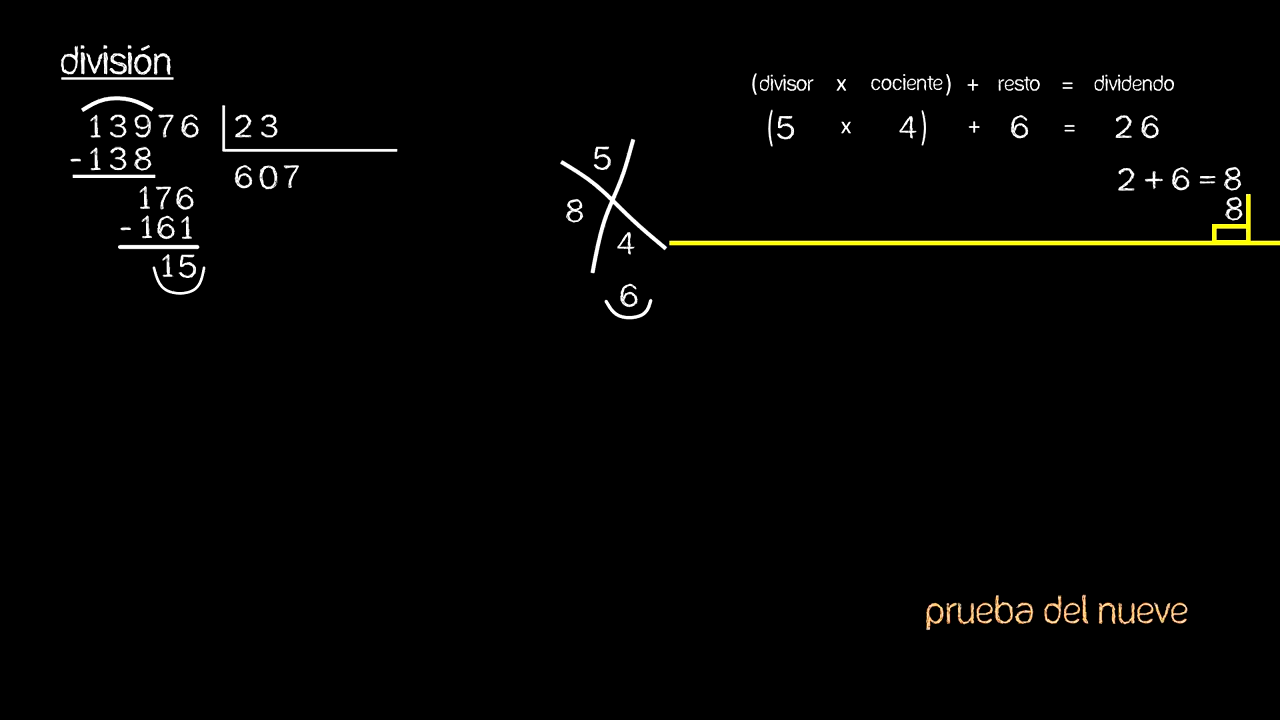 división
13976 23
-138 607
176
-161
15
5
8
4
6
(divisor x cociente) + resto = dividendo
(5 x 4) + 6 = 26
2+6=8
8
prueba del nueve